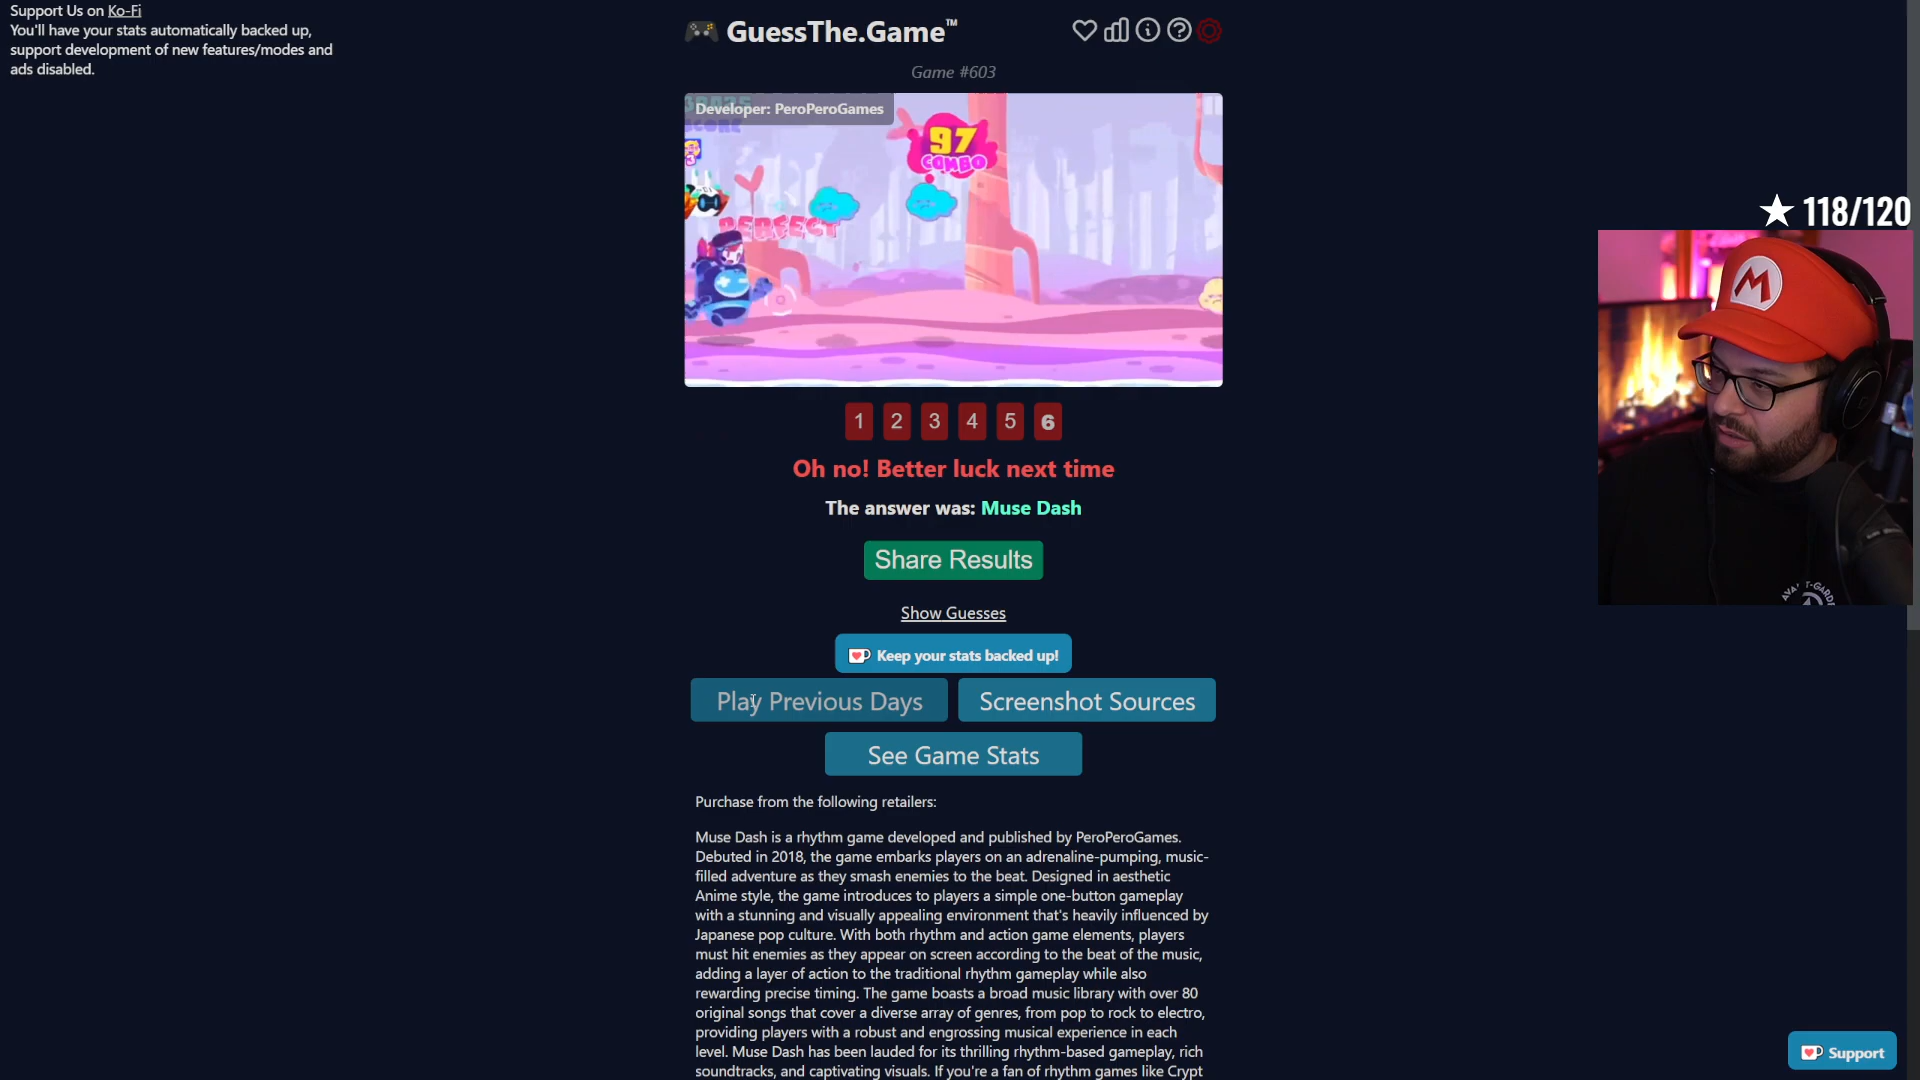 Support Us on Ko-Fi
You'll have your stats automatically backed up,
support development of new features/modes and
ads disabled.
GuessThe.Game™
Game #603
Developer: PeroPeroGames
SCORE
3
97
COMBO
PERFECT
1 2 3 4 5 6
Oh no! Better luck next time
The answer was: Muse Dash
Share Results
Show Guesses
Keep your stats backed up!
Play Previous Days
Screenshot Sources
See Game Stats
Purchase from the following retailers:
Muse Dash is a rhythm game developed and published by PeroPeroGames.
Debuted in 2018, the game embarks players on an adrenaline-pumping, music-
filled adventure as they smash enemies to the beat. Designed in aesthetic
Anime style, the game introduces to players a simple one-button gameplay
with a stunning and visually appealing environment that's heavily influenced by
Japanese pop culture. With both rhythm and action game elements, players
must hit enemies as they appear on screen according to the beat of the music,
adding a layer of action to the traditional rhythm gameplay while also
rewarding precise timing. The game boasts a broad music library with over 80
original songs that cover a diverse array of genres, from pop to rock to electro,
providing players with a robust and engrossing musical experience in each
level. Muse Dash has been lauded for its thrilling rhythm-based gameplay, rich
soundtracks, and captivating visuals. If you're a fan of rhythm games like Crypt
★ 118/120
M
Support